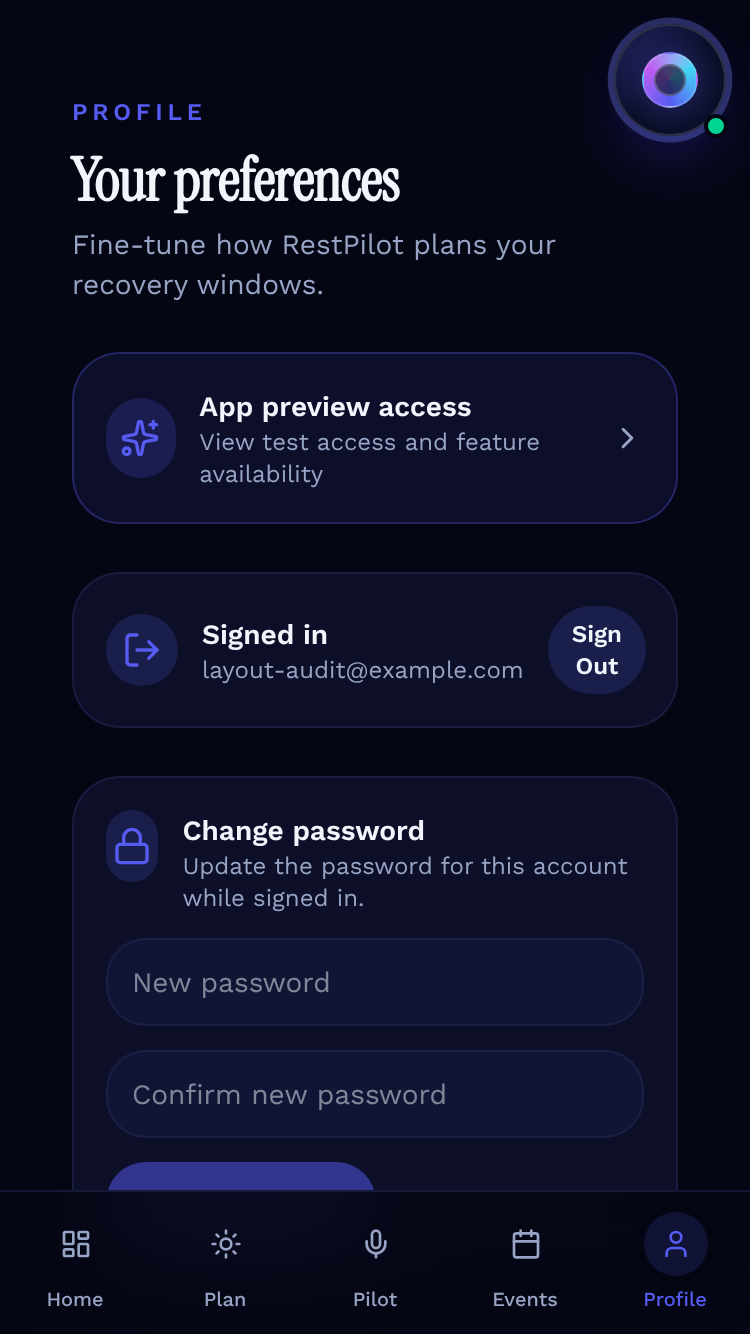 PROFILE
Your preferences
Fine-tune how RestPilot plans your
recovery windows.
App preview access
View test access and feature
availability
Signed in
layout-audit@example.com
Sign
Out
Change password
Update the password for this account
while signed in.
New password
Confirm new password
Home
Plan
Pilot
Events
Profile